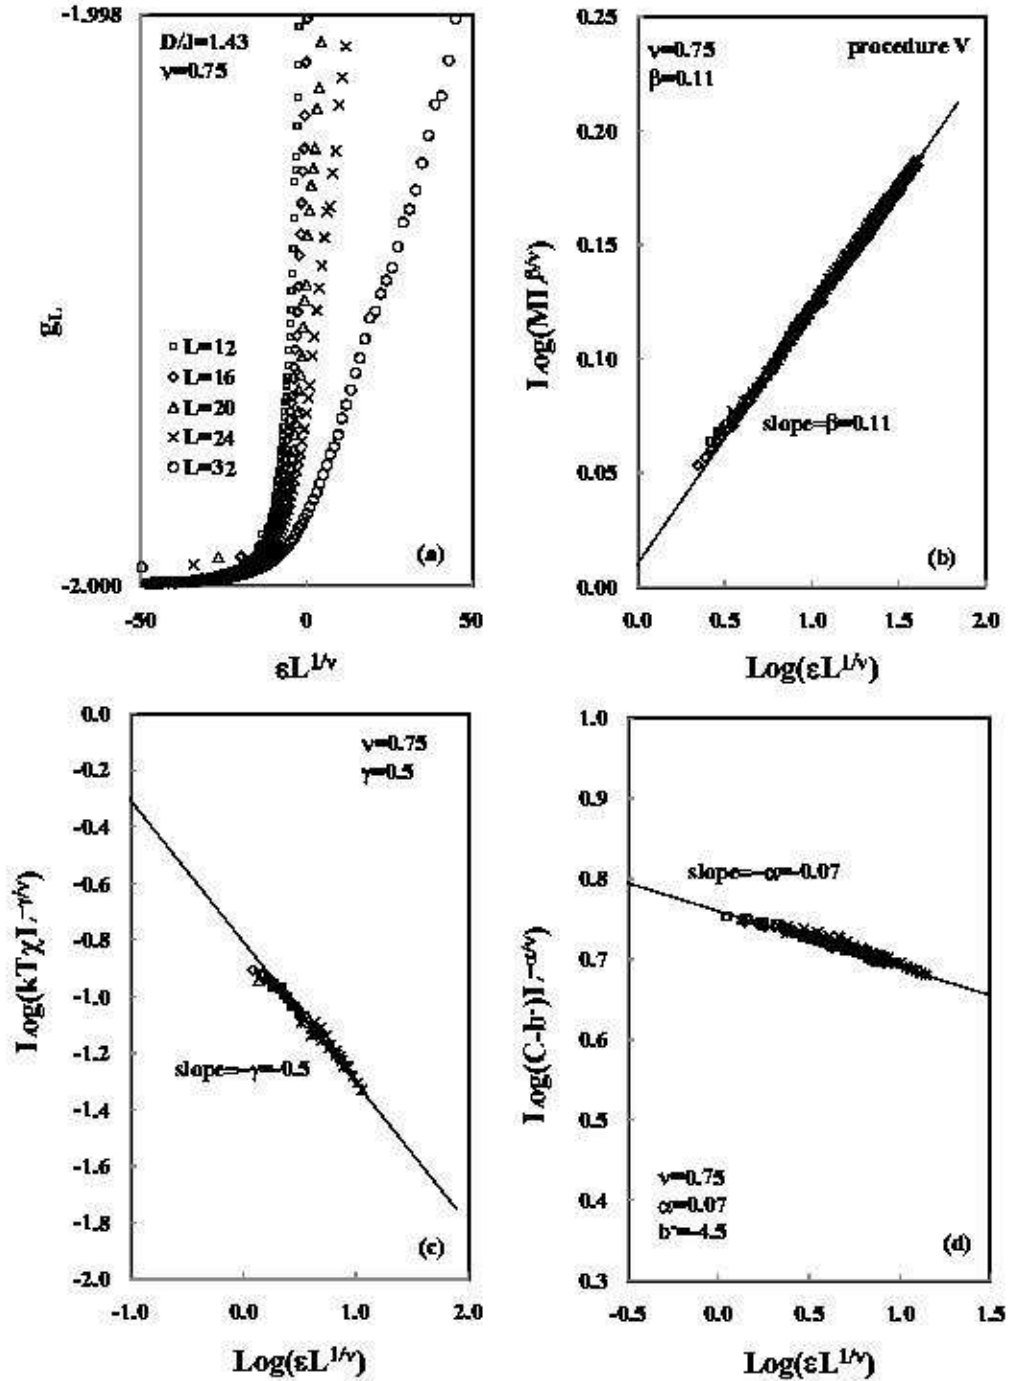 -1.998
D/J=1.43
ν=0.75
gL
L=12
L=16
L=20
L=24
L=32
(a)
-2.000
-50 0 50
εL^1/ν
0.25
ν=0.75
β=0.11
procedure V
0.20
0.15
Log(ML^β/ν)
0.10
slope=β=0.11
0.05
(b)
0.00
0.0 0.5 1.0 1.5 2.0
Log(εL^1/ν)
0.0
ν=0.75
γ=0.5
-0.2
-0.4
-0.6
Log(kTχL^-γ/ν)
-0.8
-1.0
-1.2
slope=-γ=-0.5
-1.4
-1.6
-1.8
(c)
-2.0
-1.0 0.0 1.0 2.0
Log(εL^1/ν)
1.0
0.9
slope=-α=-0.07
0.8
Log(C-b-)L^-α/ν)
0.7
0.6
0.5
ν=0.75
α=0.07
b-=-4.5
0.4
(d)
0.3
-0.5 0.0 0.5 1.0 1.5
Log(εL^1/ν)